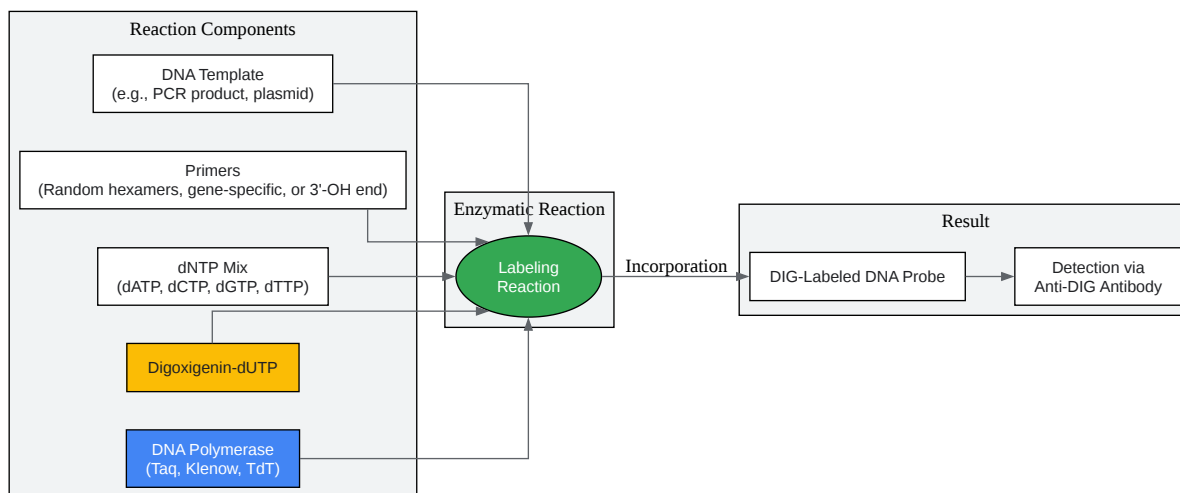 Reaction Components
DNA Template
(e.g., PCR product, plasmid)
Primers
(Random hexamers, gene-specific, or 3'-OH end)
dNTP Mix
(dATP, dCTP, dGTP, dTTP)
Digoxigenin-dUTP
DNA Polymerase
(Taq, Klenow, TdT)
Enzymatic Reaction
Labeling
Reaction
Incorporation
Result
DIG-Labeled DNA Probe
Detection via
Anti-DIG Antibody